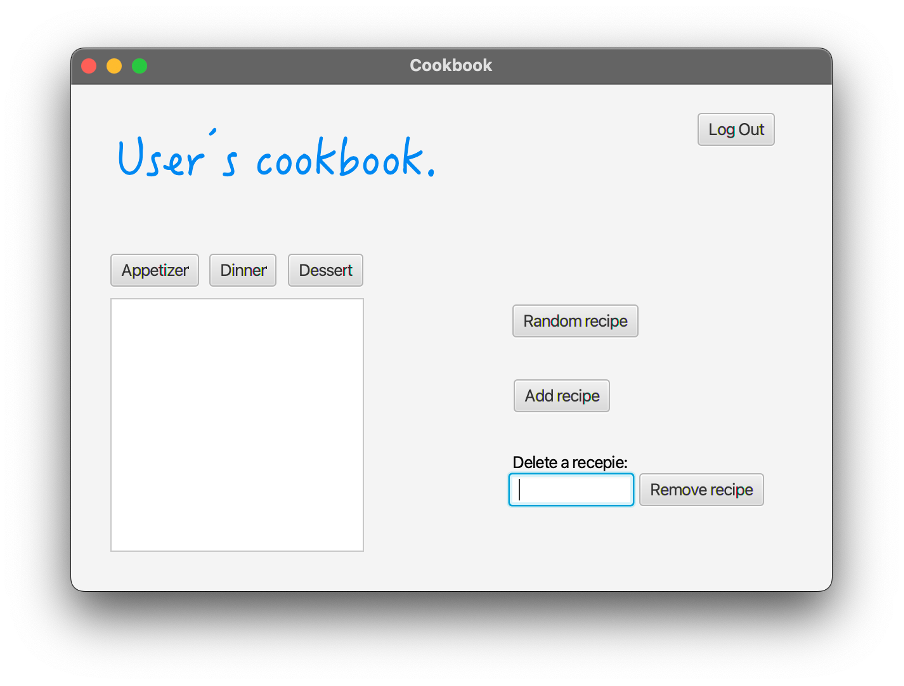 Cookbook
Log Out
User´s cookbook.
Appetizer Dinner Dessert
Random recipe
Add recipe
Delete a recepie:
Remove recipe